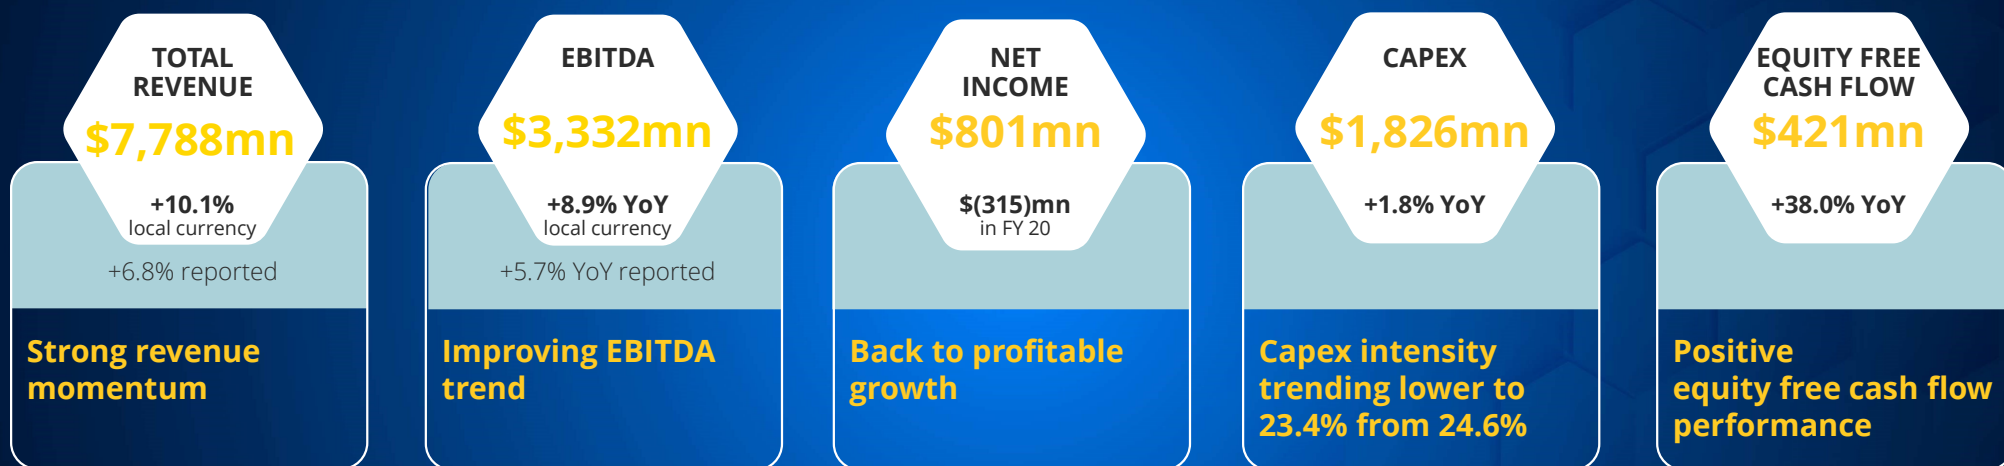 TOTAL
REVENUE
$7,788mn
+10.1%
local currency
+6.8% reported
Strong revenue
momentum
EBITDA
$3,332mn
+8.9% YoY
local currency
+5.7% YoY reported
Improving EBITDA
trend
NET
INCOME
$801mn
$(315)mn
in FY 20
Back to profitable
growth
CAPEX
$1,826mn
+1.8% YoY
Capex intensity
trending lower to
23.4% from 24.6%
EQUITY FREE
CASH FLOW
$421mn
+38.0% YoY
Positive
equity free cash flow
performance